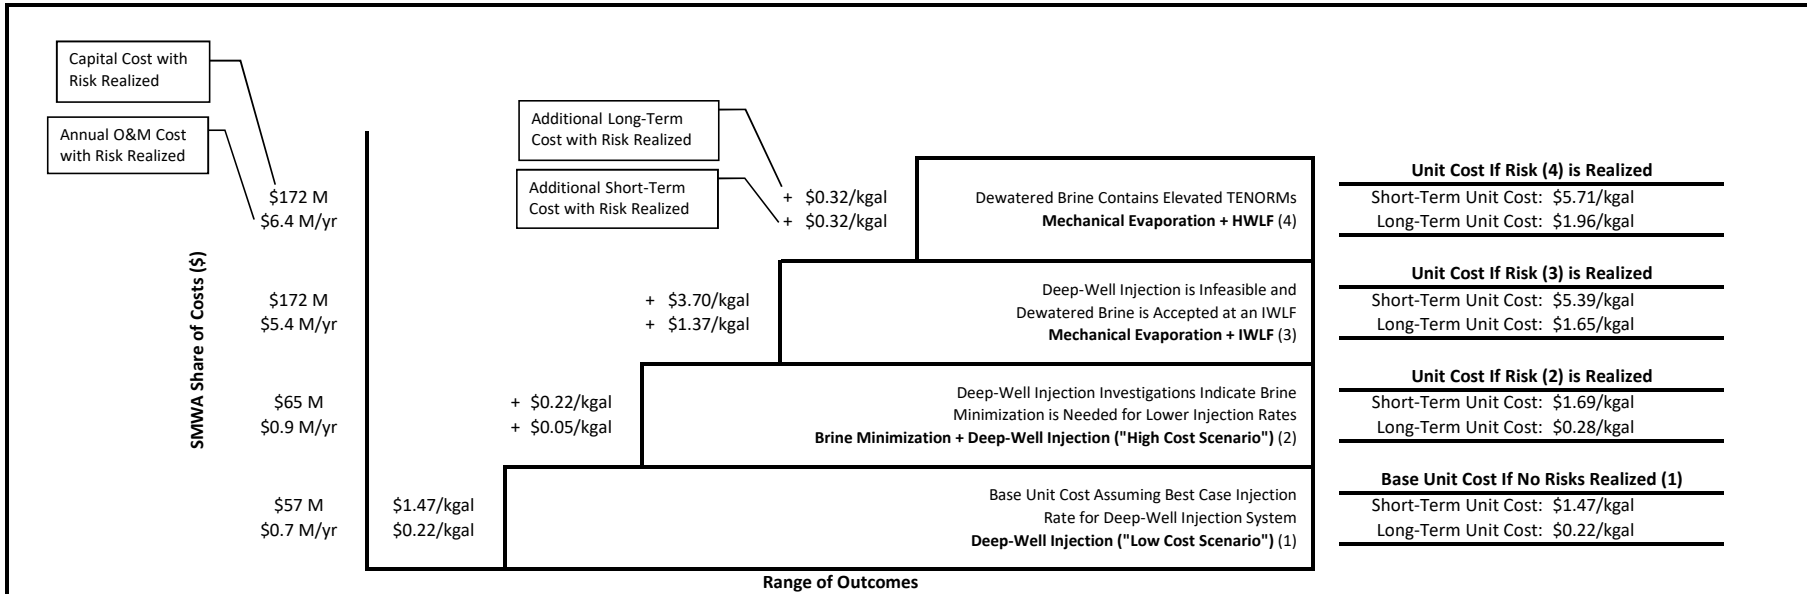 Capital Cost with
Risk Realized
Annual O&M Cost
with Risk Realized
Additional Long-Term
Cost with Risk Realized
Additional Short-Term
Cost with Risk Realized
SMWA Share of Costs ($)
$172 M
$6.4 M/yr
+ $0.32/kgal
+ $0.32/kgal
Dewatered Brine Contains Elevated TENORMs
Mechanical Evaporation + HWLF (4)
Unit Cost If Risk (4) is Realized
Short-Term Unit Cost: $5.71/kgal
Long-Term Unit Cost: $1.96/kgal
$172 M
$5.4 M/yr
+ $3.70/kgal
+ $1.37/kgal
Deep-Well Injection is Infeasible and
Dewatered Brine is Accepted at an IWLF
Mechanical Evaporation + IWLF (3)
Unit Cost If Risk (3) is Realized
Short-Term Unit Cost: $5.39/kgal
Long-Term Unit Cost: $1.65/kgal
$65 M
$0.9 M/yr
+ $0.22/kgal
+ $0.05/kgal
Deep-Well Injection Investigations Indicate Brine
Minimization is Needed for Lower Injection Rates
Brine Minimization + Deep-Well Injection ("High Cost Scenario") (2)
Unit Cost If Risk (2) is Realized
Short-Term Unit Cost: $1.69/kgal
Long-Term Unit Cost: $0.28/kgal
$57 M
$0.7 M/yr
$1.47/kgal
$0.22/kgal
Base Unit Cost Assuming Best Case Injection
Rate for Deep-Well Injection System
Deep-Well Injection ("Low Cost Scenario") (1)
Base Unit Cost If No Risks Realized (1)
Short-Term Unit Cost: $1.47/kgal
Long-Term Unit Cost: $0.22/kgal
Range of Outcomes